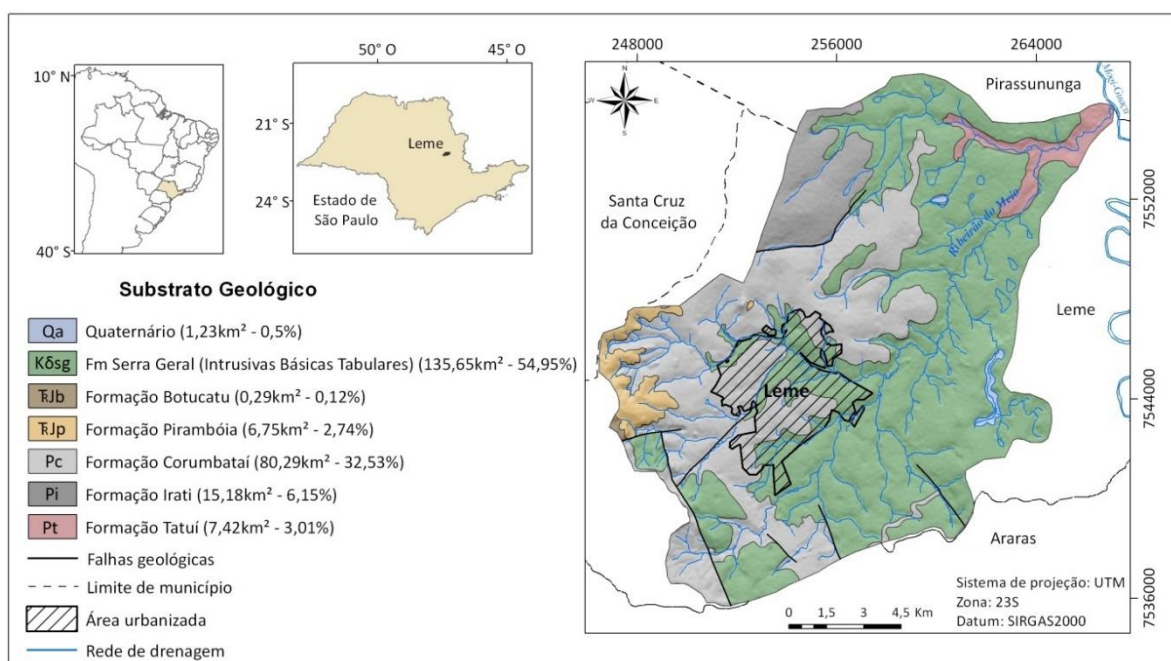 50° O 45° O
10° N
40° S
21° S
24° S
Leme
Estado de
São Paulo
248000 256000 264000
N
W E
S
Pirassununga
Mogi-Guaçu
Santa Cruz
da Conceição
Ribeirão do Meio
Leme
Leme
Araras
7552000
7544000
7536000
Sistema de projeção: UTM
Zona: 23S
Datum: SIRGAS2000
0 1,5 3 4,5 Km
Substrato Geológico
Qa Quaternário (1,23km² - 0,5%)
Kδsg Fm Serra Geral (Intrusivas Básicas Tabulares) (135,65km² - 54,95%)
TRJb Formação Botucatu (0,29km² - 0,12%)
TRJp Formação Pirambóia (6,75km² - 2,74%)
Pc Formação Corumbataí (80,29km² - 32,53%)
Pi Formação Irati (15,18km² - 6,15%)
Pt Formação Tatuí (7,42km² - 3,01%)
Falhas geológicas
Limite de município
Área urbanizada
Rede de drenagem